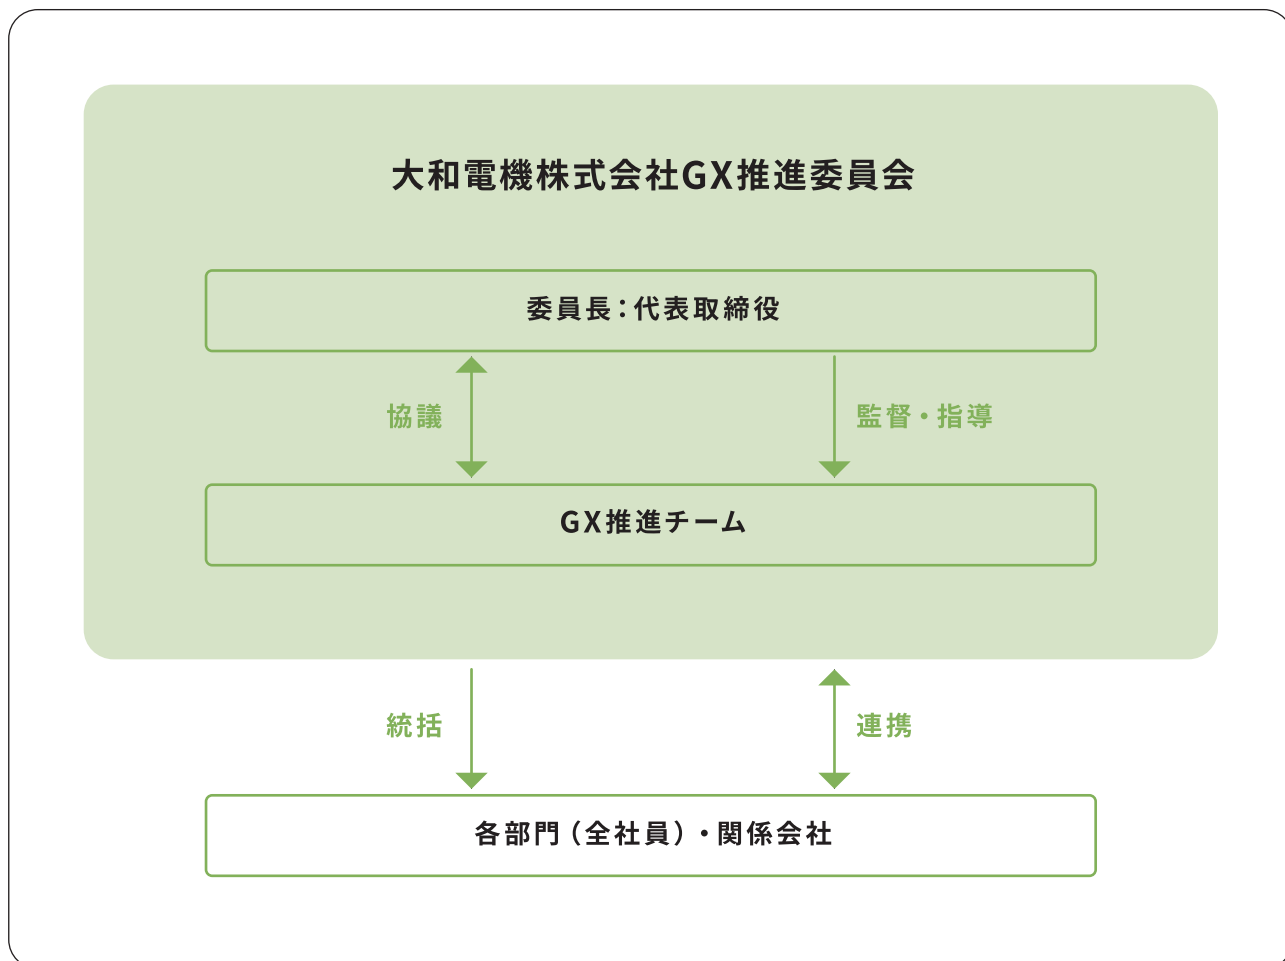 大和電機株式会社GX推進委員会
委員長：代表取締役
協議
監督・指導
GX推進チーム
統括
連携
各部門（全社員）・関係会社